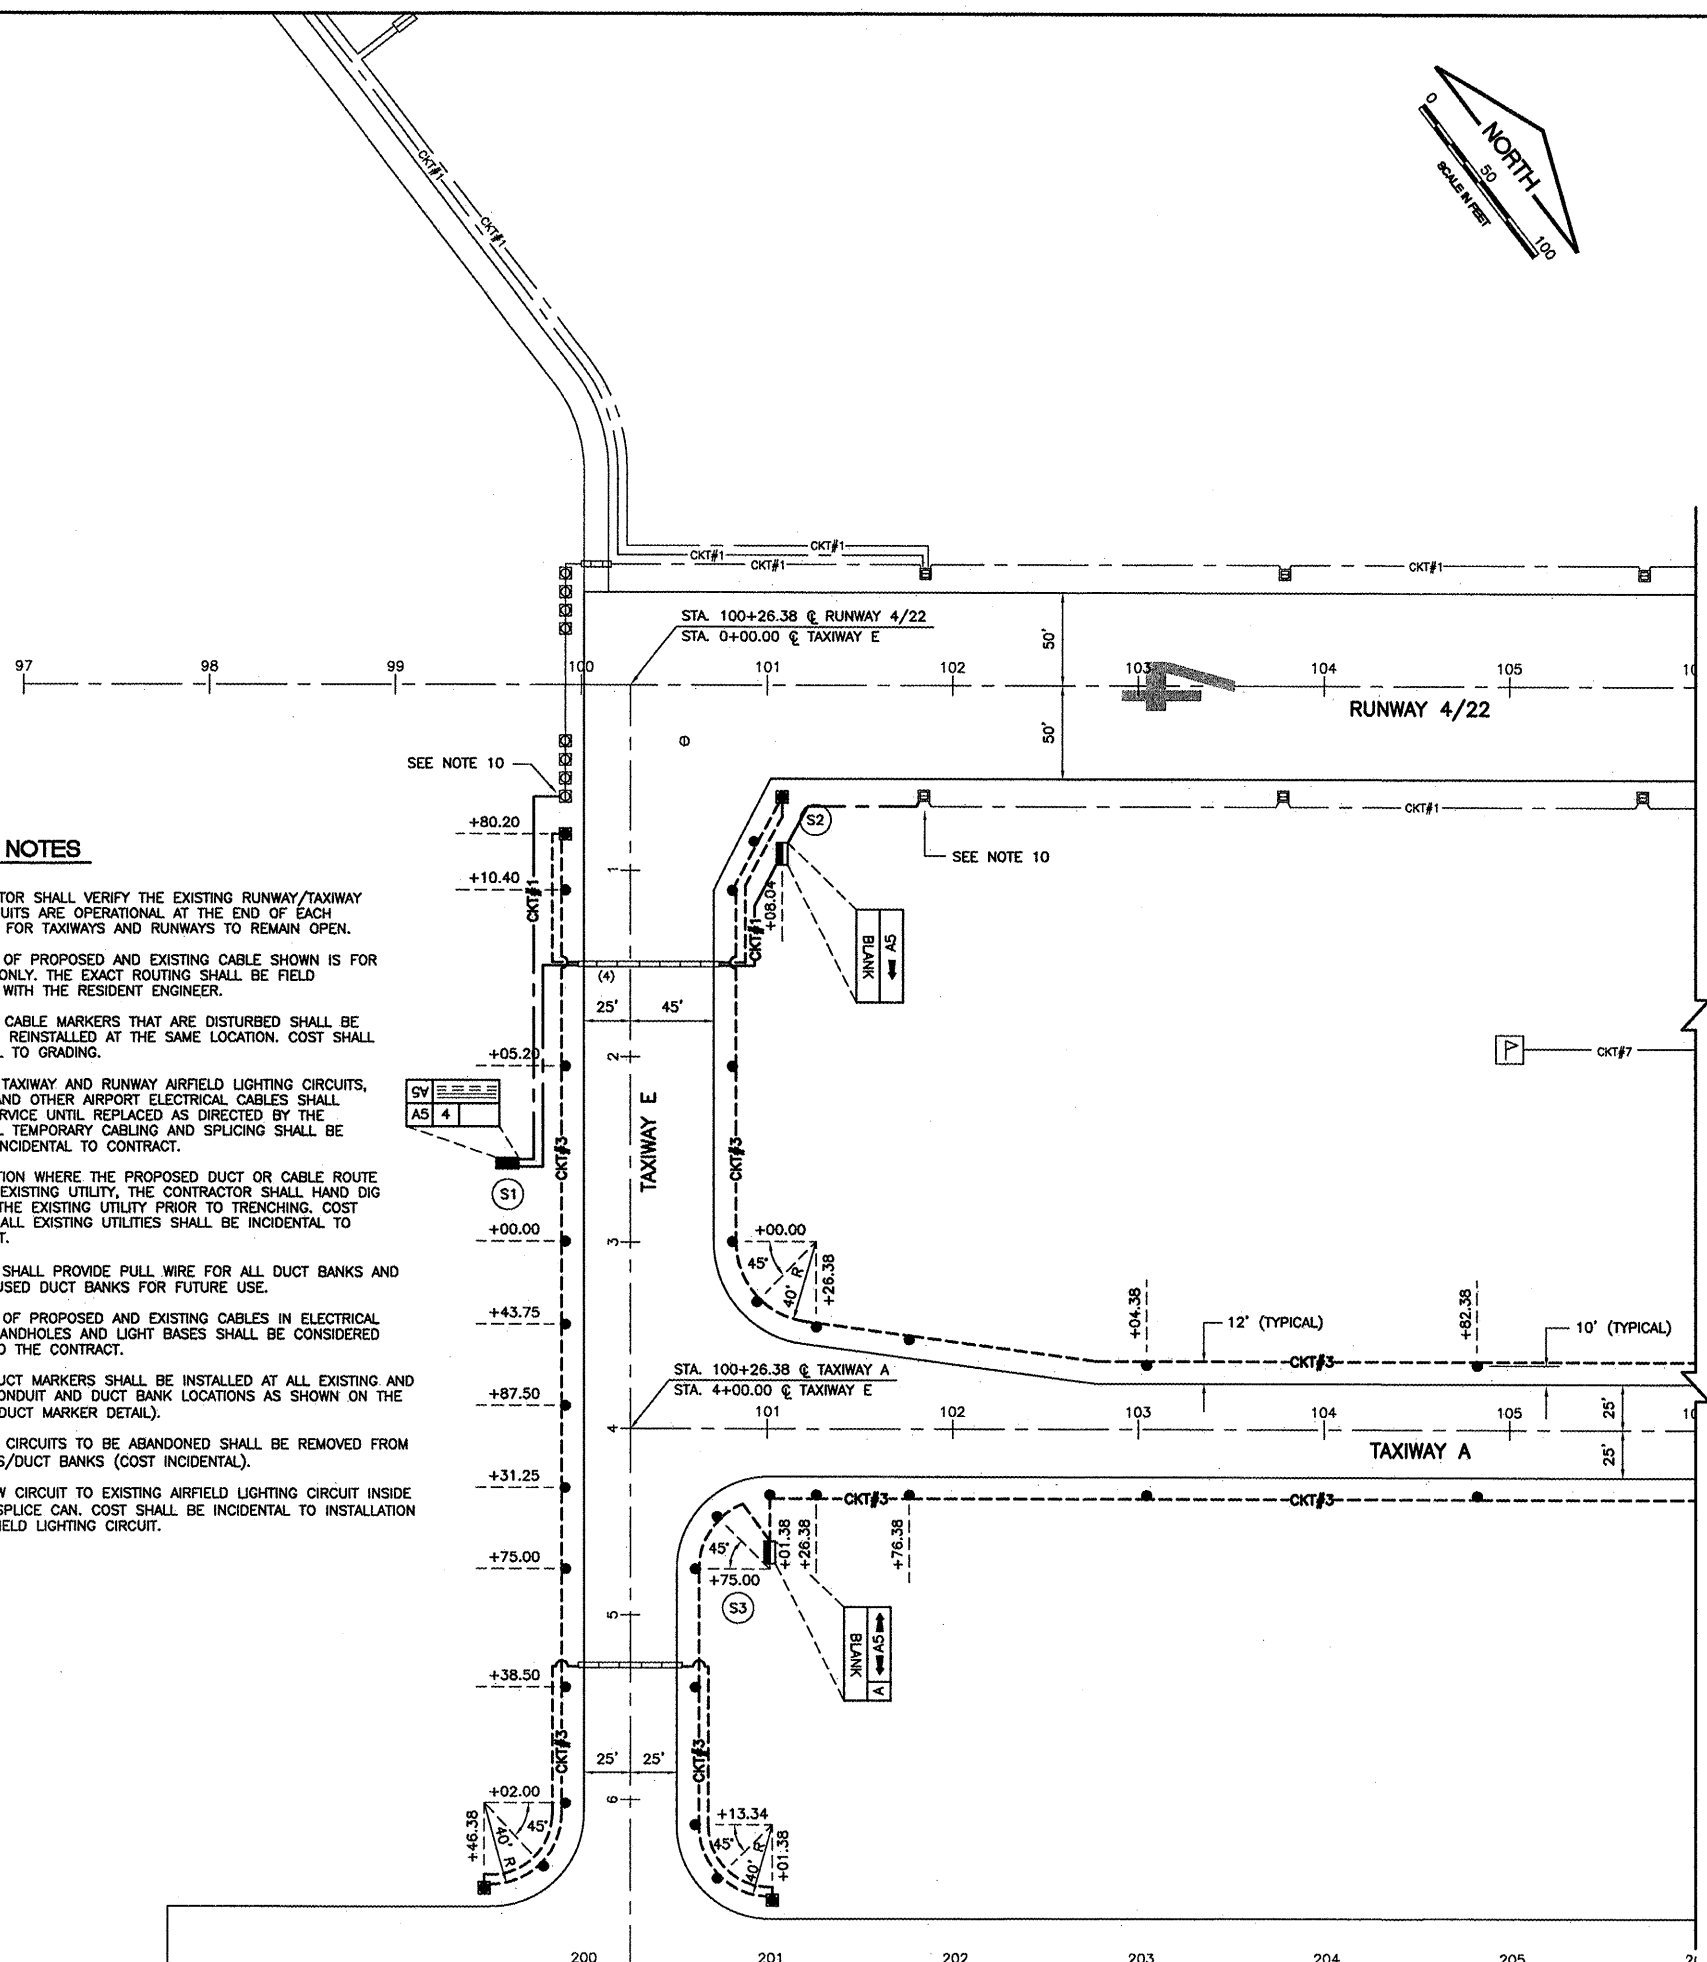 CKT#1
CKT#1
0
50
100
NORTH
SCALE IN FEET
CKT#1
CKT#1
CKT#1
CKT#1
STA. 100+26.38 ℄ RUNWAY 4/22
STA. 0+00.00 ℄ TAXIWAY E
50'
97
98
99
100
101
102
103
104
105
10
4
RUNWAY 4/22
50'
SEE NOTE 10
CKT#1
S2
+80.20
SEE NOTE 10
NOTES
+10.40
CKT#1
1
+08.04
CKT#1
BLANK
A5
TOR SHALL VERIFY THE EXISTING RUNWAY/TAXIWAY
UITS ARE OPERATIONAL AT THE END OF EACH
FOR TAXIWAYS AND RUNWAYS TO REMAIN OPEN.
OF PROPOSED AND EXISTING CABLE SHOWN IS FOR
ONLY. THE EXACT ROUTING SHALL BE FIELD
WITH THE RESIDENT ENGINEER.
CABLE MARKERS THAT ARE DISTURBED SHALL BE
REINSTALLED AT THE SAME LOCATION. COST SHALL
L TO GRADING.
TAXIWAY AND RUNWAY AIRFIELD LIGHTING CIRCUITS,
AND OTHER AIRPORT ELECTRICAL CABLES SHALL
RVICE UNTIL REPLACED AS DIRECTED BY THE
L TEMPORARY CABLING AND SPLICING SHALL BE
INCIDENTAL TO CONTRACT.
TION WHERE THE PROPOSED DUCT OR CABLE ROUTE
EXISTING UTILITY, THE CONTRACTOR SHALL HAND DIG
THE EXISTING UTILITY PRIOR TO TRENCHING. COST
ALL EXISTING UTILITIES SHALL BE INCIDENTAL TO
T.
SHALL PROVIDE PULL WIRE FOR ALL DUCT BANKS AND
USED DUCT BANKS FOR FUTURE USE.
OF PROPOSED AND EXISTING CABLES IN ELECTRICAL
ANDHOLES AND LIGHT BASES SHALL BE CONSIDERED
O THE CONTRACT.
UCT MARKERS SHALL BE INSTALLED AT ALL EXISTING AND
ONDUIT AND DUCT BANK LOCATIONS AS SHOWN ON THE
DUCT MARKER DETAIL).
CIRCUITS TO BE ABANDONED SHALL BE REMOVED FROM
S/DUCT BANKS (COST INCIDENTAL).
W CIRCUIT TO EXISTING AIRFIELD LIGHTING CIRCUIT INSIDE
SPLICE CAN. COST SHALL BE INCIDENTAL TO INSTALLATION
IELD LIGHTING CIRCUIT.
(4)
25'
45'
+05.20
2
CKT#7
A5
A5 4
TAXIWAY E
CKT#3
CKT#3
S1
+00.00
3
+00.00
45°
40' R
+26.38
+43.75
+04.38
12' (TYPICAL)
+82.38
10' (TYPICAL)
CKT#3
STA. 100+26.38 ℄ TAXIWAY A
STA. 4+00.00 ℄ TAXIWAY E
+87.50
4
101
102
103
104
105
10
25'
TAXIWAY A
25'
+31.25
CKT#3
CKT#3
+01.38
+26.38
+76.38
45°
+75.00
+75.00
S3
5
BLANK
A A5
+38.50
CKT#3
CKT#3
25'
25'
+02.00
6
+13.34
+46.38
45°
40' R
45°
40' R
+01.38
200
201
202
203
204
205